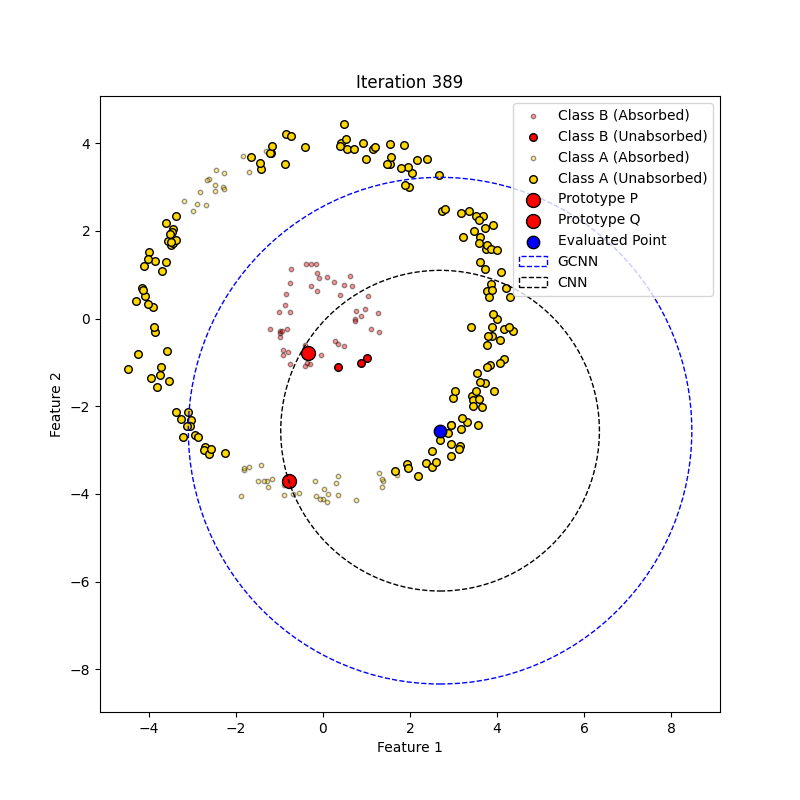 Iteration 389
Class B (Absorbed)
Class B (Unabsorbed)
Class A (Absorbed)
Class A (Unabsorbed)
Prototype P
Prototype Q
Evaluated Point
GCNN
CNN
4
2
0
−2
−4
−6
−8
Feature 2
−4
−2
0
2
4
6
8
Feature 1